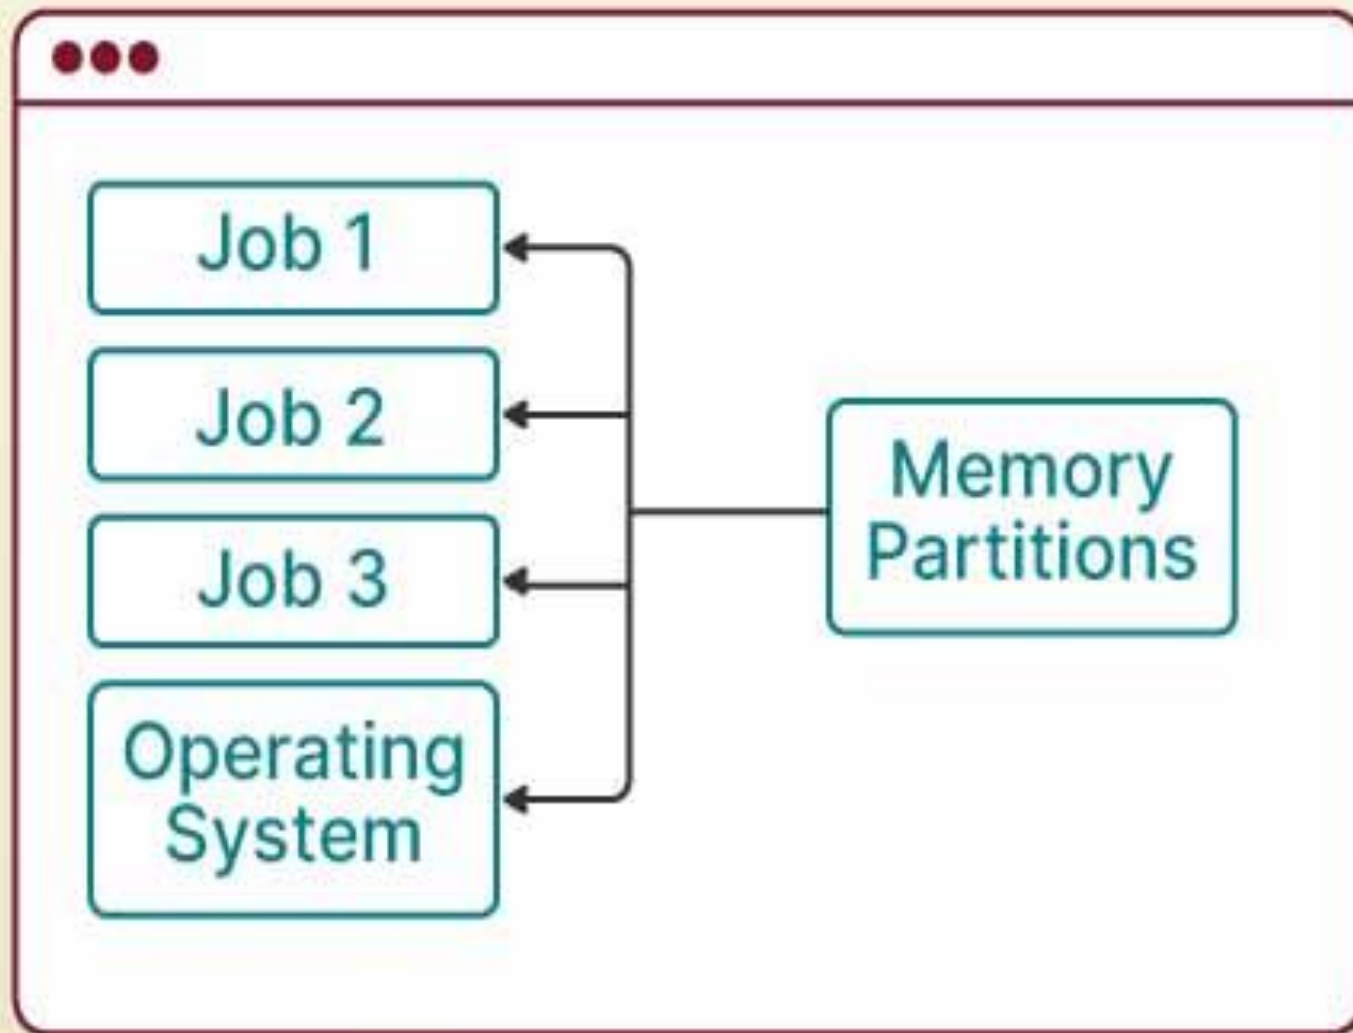 Job 1
Job 2
Job 3
Operating
System
Memory
Partitions